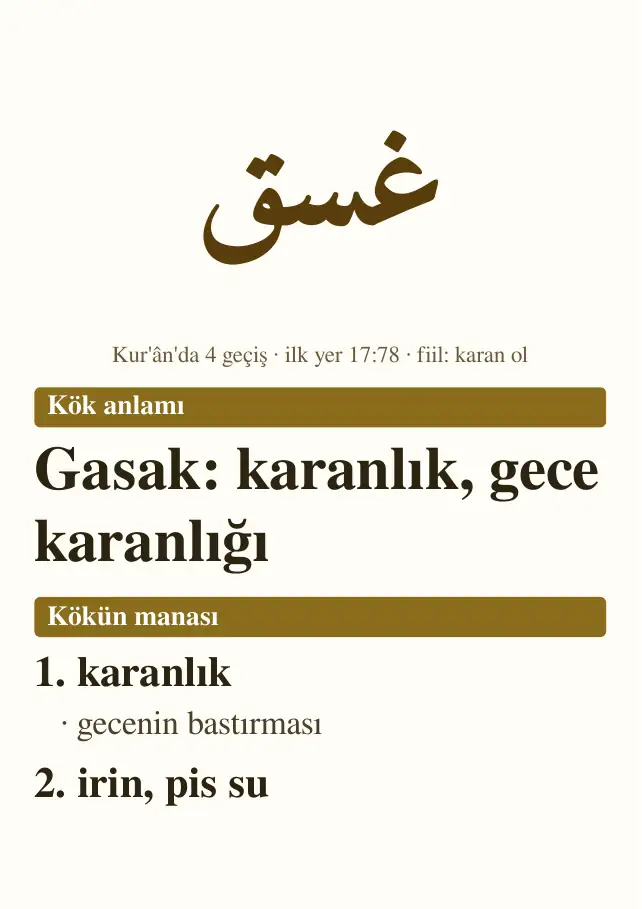 غسق
Kur'ân'da 4 geçiş · ilk yer 17:78 · fiil: karan ol
Kök anlamı
Gasak: karanlık, gece
karanlığı
Kökün manası
1. karanlık
· gecenin bastırması
2. irin, pis su